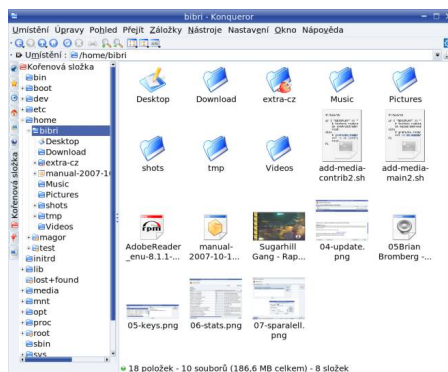 bibri - Konqueror
Umístění Úpravy Pohled Přejít Záložky Nástroje Nastavení Okno Nápověda
Umístění : /home/bibri
Kořenová složka
Kořenová složka
bin
boot
dev
etc
home
bibri
Desktop
Download
extra-cz
manual-2007-10
Music
Pictures
shots
tmp
Videos
magor
test
initrd
lib
lost+found
media
mnt
opt
proc
root
sbin
sys
Desktop Download extra-cz Music Pictures
shots tmp Videos add-media-contrib2.sh add-media-main2.sh
AdobeReader_enu-8.1.1-... manual-2007-10-1... Sugarhill Gang - Rap... 04-update.png 05Brian Bromberg -...
rpm
05-keys.png 06-stats.png 07-sparalell.png
18 položek - 10 souborů (186,6 MB celkem) - 8 složek